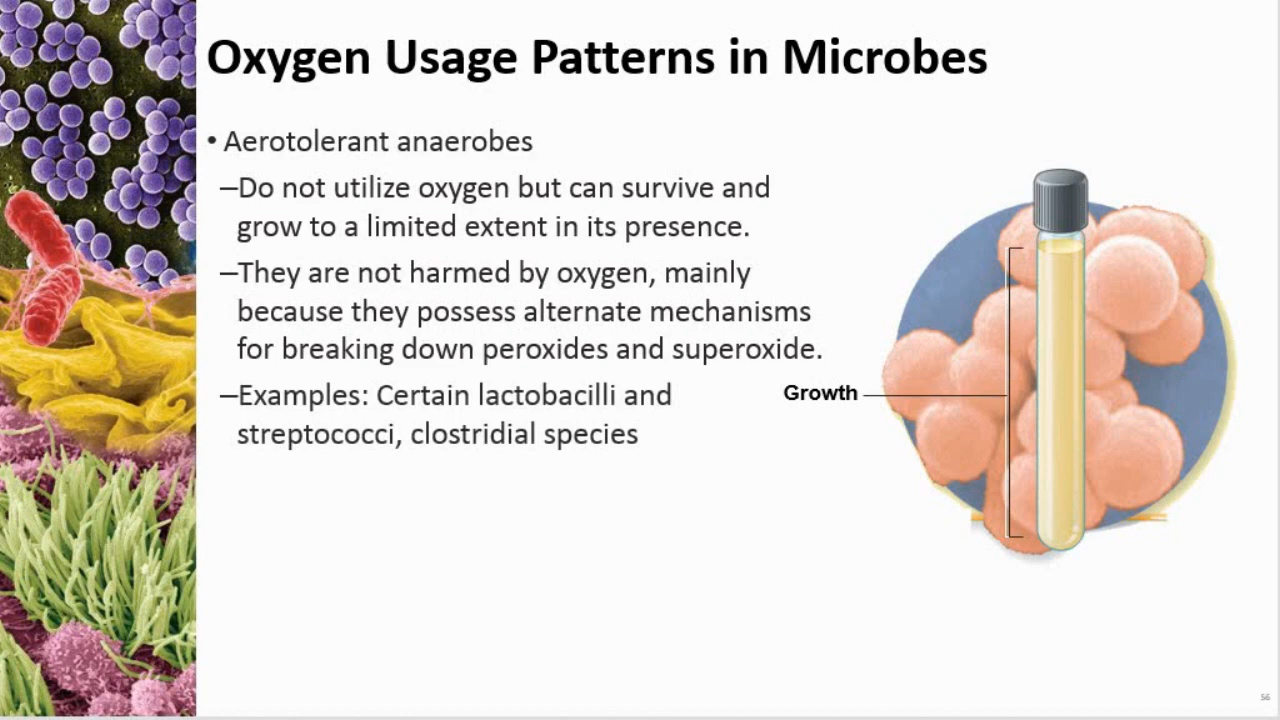 Oxygen Usage Patterns in Microbes
• Aerotolerant anaerobes
–Do not utilize oxygen but can survive and
grow to a limited extent in its presence.
–They are not harmed by oxygen, mainly
because they possess alternate mechanisms
for breaking down peroxides and superoxide.
–Examples: Certain lactobacilli and
streptococci, clostridial species
Growth
56